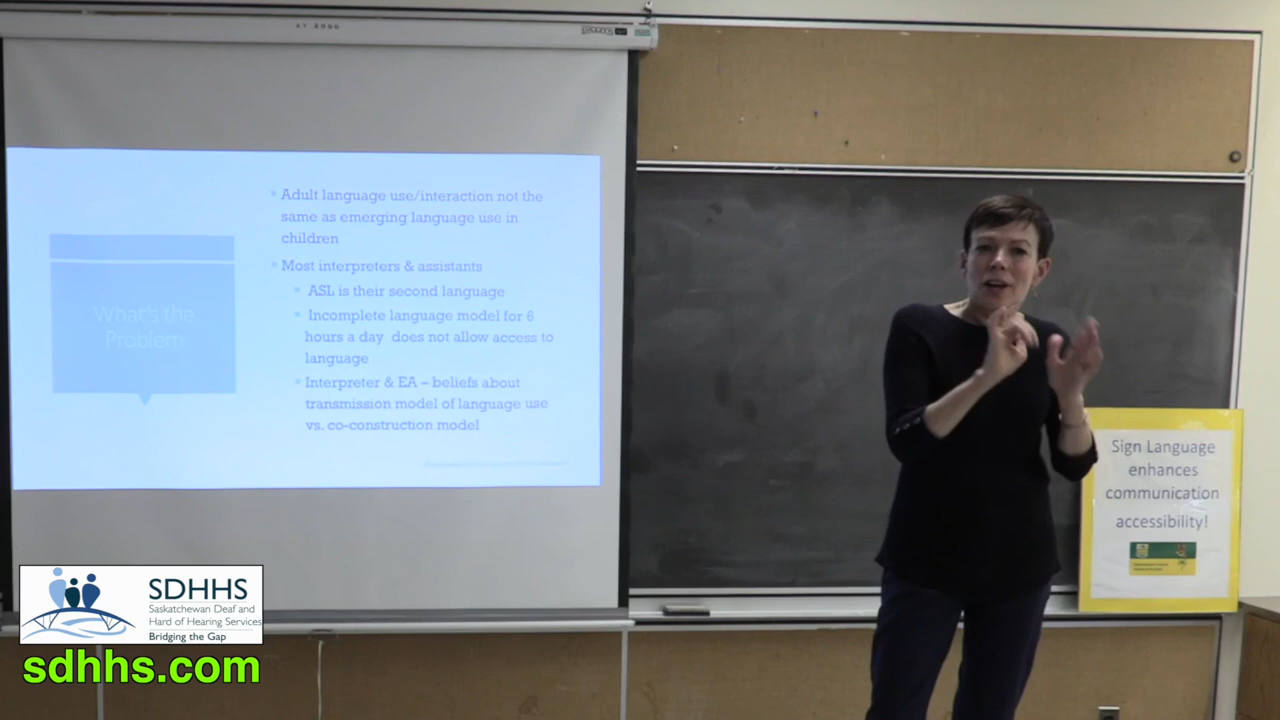 What's the
Problem
Adult language use/interaction not the
same as emerging language use in
children
Most interpreters & assistants
ASL is their second language
Incomplete language model for 6
hours a day does not allow access to
language
Interpreter & EA – beliefs about
transmission model of language use
vs. co-construction model
Sign Language
enhances
communication
accessibility!
SDHHS
Saskatchewan Deaf and
Hard of Hearing Services
Bridging the Gap
sdhhs.com